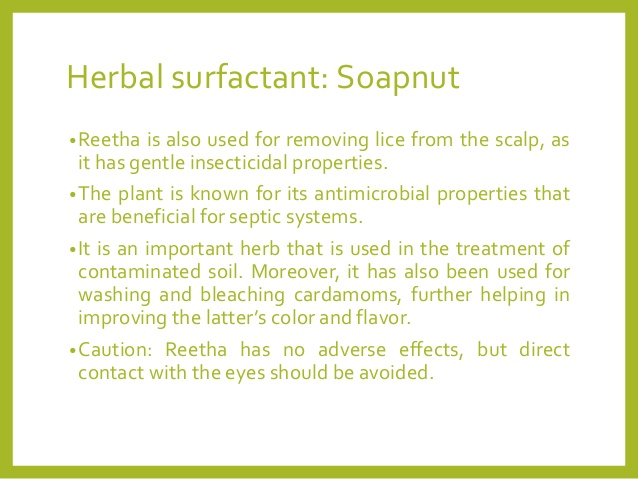 Herbal surfactant: Soapnut
•Reetha is also used for removing lice from the scalp, as
it has gentle insecticidal properties.
•The plant is known for its antimicrobial properties that
are beneficial for septic systems.
•It is an important herb that is used in the treatment of
contaminated soil. Moreover, it has also been used for
washing and bleaching cardamoms, further helping in
improving the latter’s color and flavor.
•Caution: Reetha has no adverse effects, but direct
contact with the eyes should be avoided.